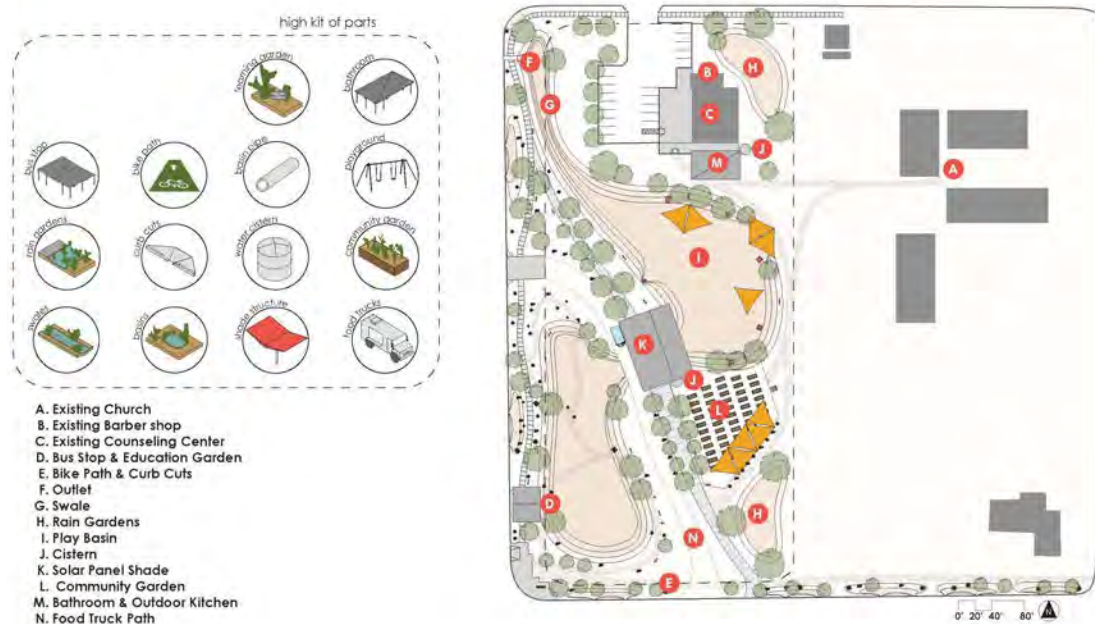 high kit of parts
roaming garden
bathroom
bus stop
bike path
basin pipe
playground
rain gardens
curb cuts
water cistern
community garden
swales
basins
shade structure
food trucks
A. Existing Church
B. Existing Barber shop
C. Existing Counseling Center
D. Bus Stop & Education Garden
E. Bike Path & Curb Cuts
F. Outlet
G. Swale
H. Rain Gardens
I. Play Basin
J. Cistern
K. Solar Panel Shade
L. Community Garden
M. Bathroom & Outdoor Kitchen
N. Food Truck Path
F
B
H
G
C
J
M
A
I
K
J
L
D
H
N
E
0' 20' 40' 80'
N